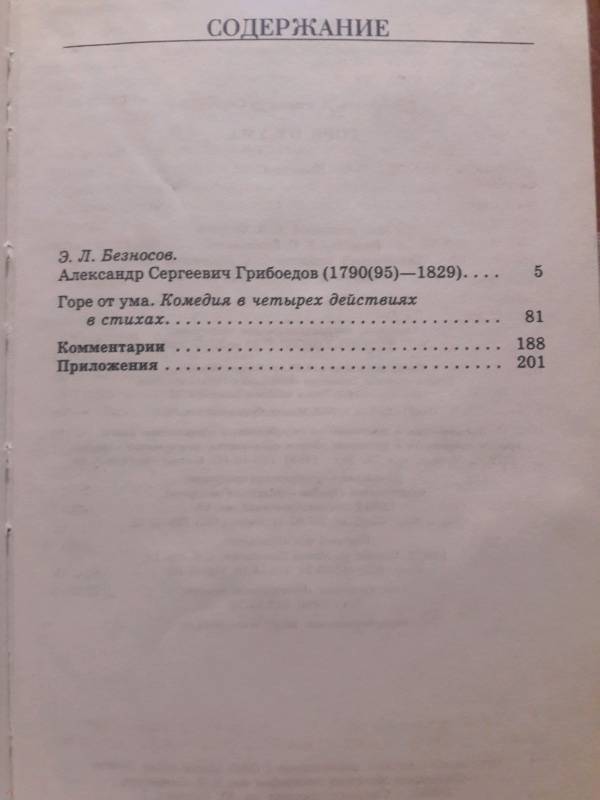 СОДЕРЖАНИЕ
Э. Л. Безносов.
Александр Сергеевич Грибоедов (1790(95)—1829). . . . 5
Горе от ума. Комедия в четырех действиях
в стихах. . . . . . . . . . . . . . . . . . . . . . . . . . . . . . . . . 81
Комментарии . . . . . . . . . . . . . . . . . . . . . . . . . . . . . . . . 188
Приложения . . . . . . . . . . . . . . . . . . . . . . . . . . . . . . . . . 201